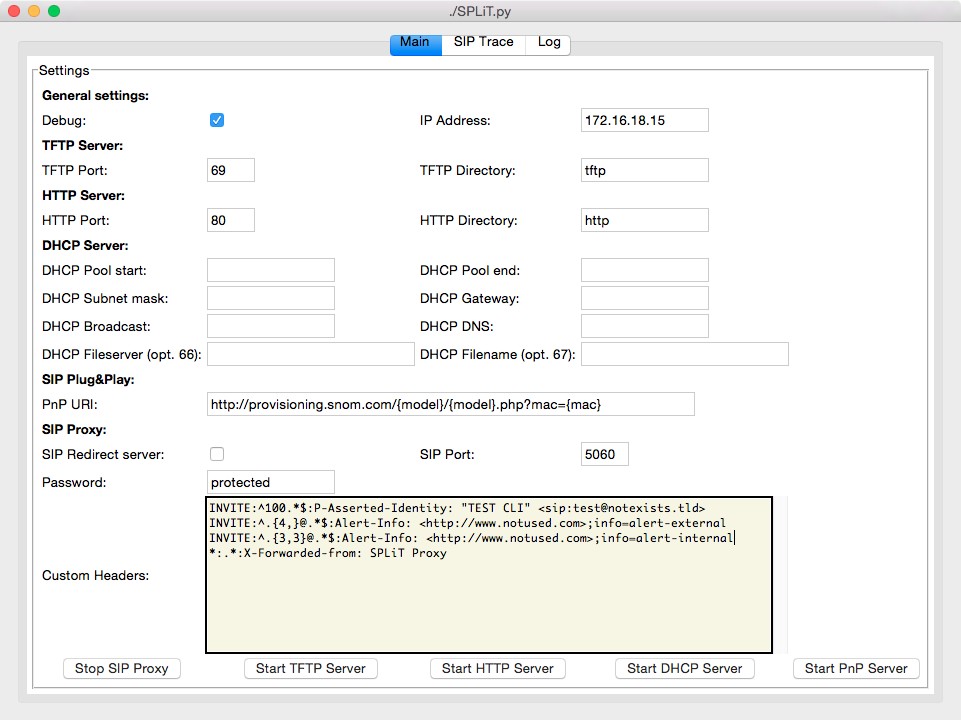 ./SPLiT.py
Main SIP Trace Log
Settings
General settings:
Debug: IP Address: 172.16.18.15
TFTP Server:
TFTP Port: 69 TFTP Directory: tftp
HTTP Server:
HTTP Port: 80 HTTP Directory: http
DHCP Server:
DHCP Pool start: DHCP Pool end:
DHCP Subnet mask: DHCP Gateway:
DHCP Broadcast: DHCP DNS:
DHCP Fileserver (opt. 66): DHCP Filename (opt. 67):
SIP Plug&Play:
PnP URI: http://provisioning.snom.com/{model}/{model}.php?mac={mac}
SIP Proxy:
SIP Redirect server: SIP Port: 5060
Password: protected
INVITE:^100.*$:P-Asserted-Identity: "TEST CLI" <sip:test@notexists.tld>
INVITE:^.{4,}@.*$:Alert-Info: <http://www.notused.com>;info=alert-external
INVITE:^.{3,3}@.*$:Alert-Info: <http://www.notused.com>;info=alert-internal
*:.*:X-Forwarded-from: SPLiT Proxy
Custom Headers:
Stop SIP Proxy Start TFTP Server Start HTTP Server Start DHCP Server Start PnP Server